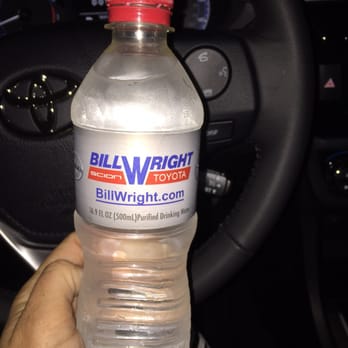 BILL WRIGHT
SCION TOYOTA
BillWright.com
16.9 FL OZ (500mL) Purified Drinking Water